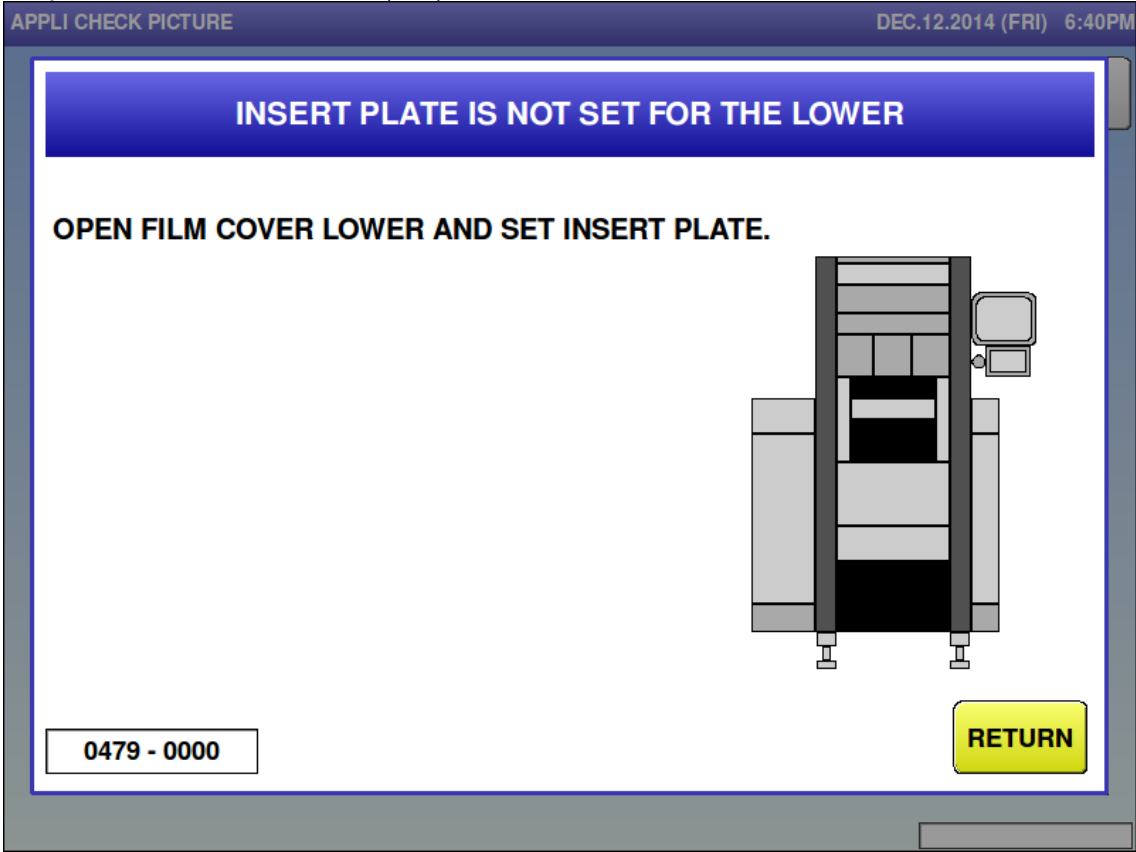 APPLI CHECK PICTURE
DEC.12.2014 (FRI) 6:40PM
INSERT PLATE IS NOT SET FOR THE LOWER
OPEN FILM COVER LOWER AND SET INSERT PLATE.
0479 - 0000
RETURN